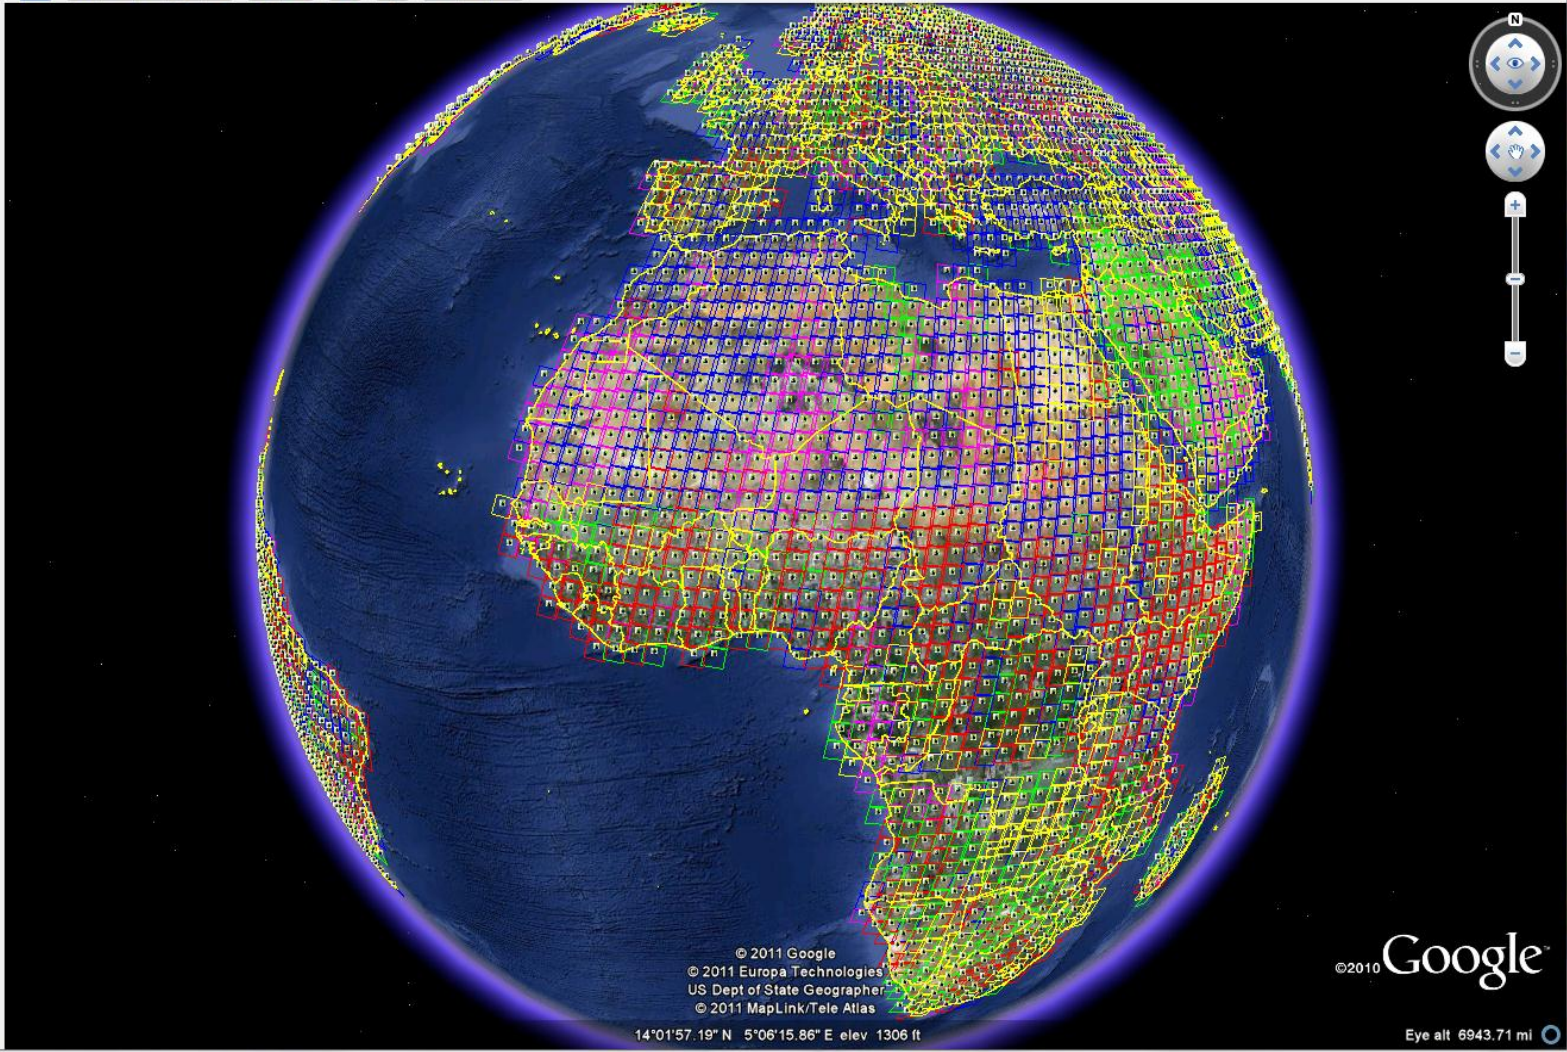 N
© 2011 Google
© 2011 Europa Technologies
US Dept of State Geographer
© 2011 MapLink/Tele Atlas
©2010 Google™
14°01'57.19" N 5°06'15.86" E elev 1306 ft
Eye alt 6943.71 mi